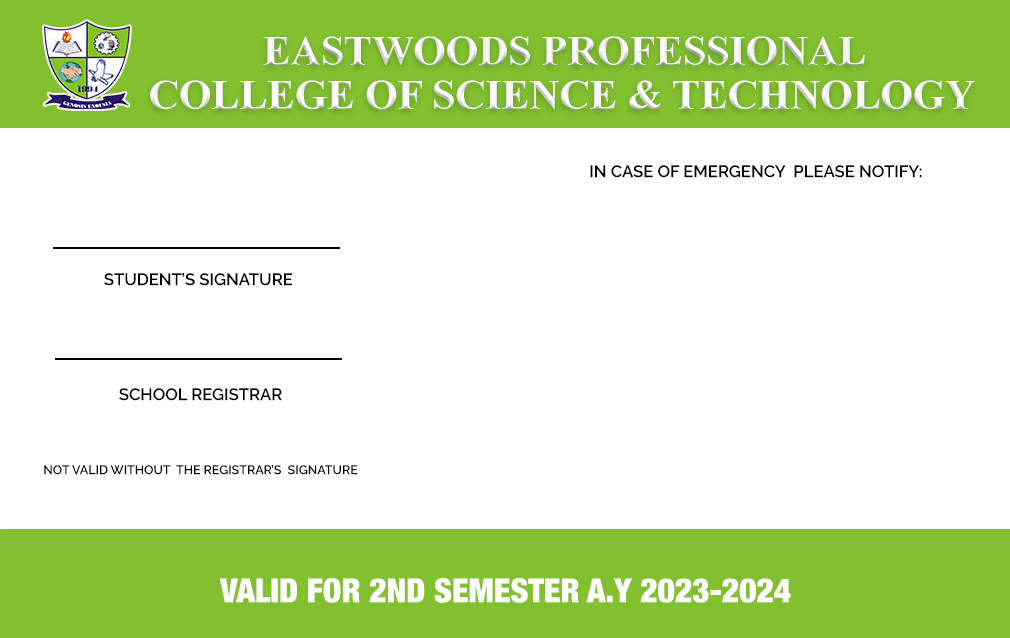 EASTWOODS PROFESSIONAL
COLLEGE OF SCIENCE & TECHNOLOGY
1994
IN CASE OF EMERGENCY  PLEASE NOTIFY:
STUDENT'S SIGNATURE
SCHOOL REGISTRAR
NOT VALID WITHOUT  THE REGISTRAR'S  SIGNATURE
VALID FOR 2ND SEMESTER A.Y 2023-2024